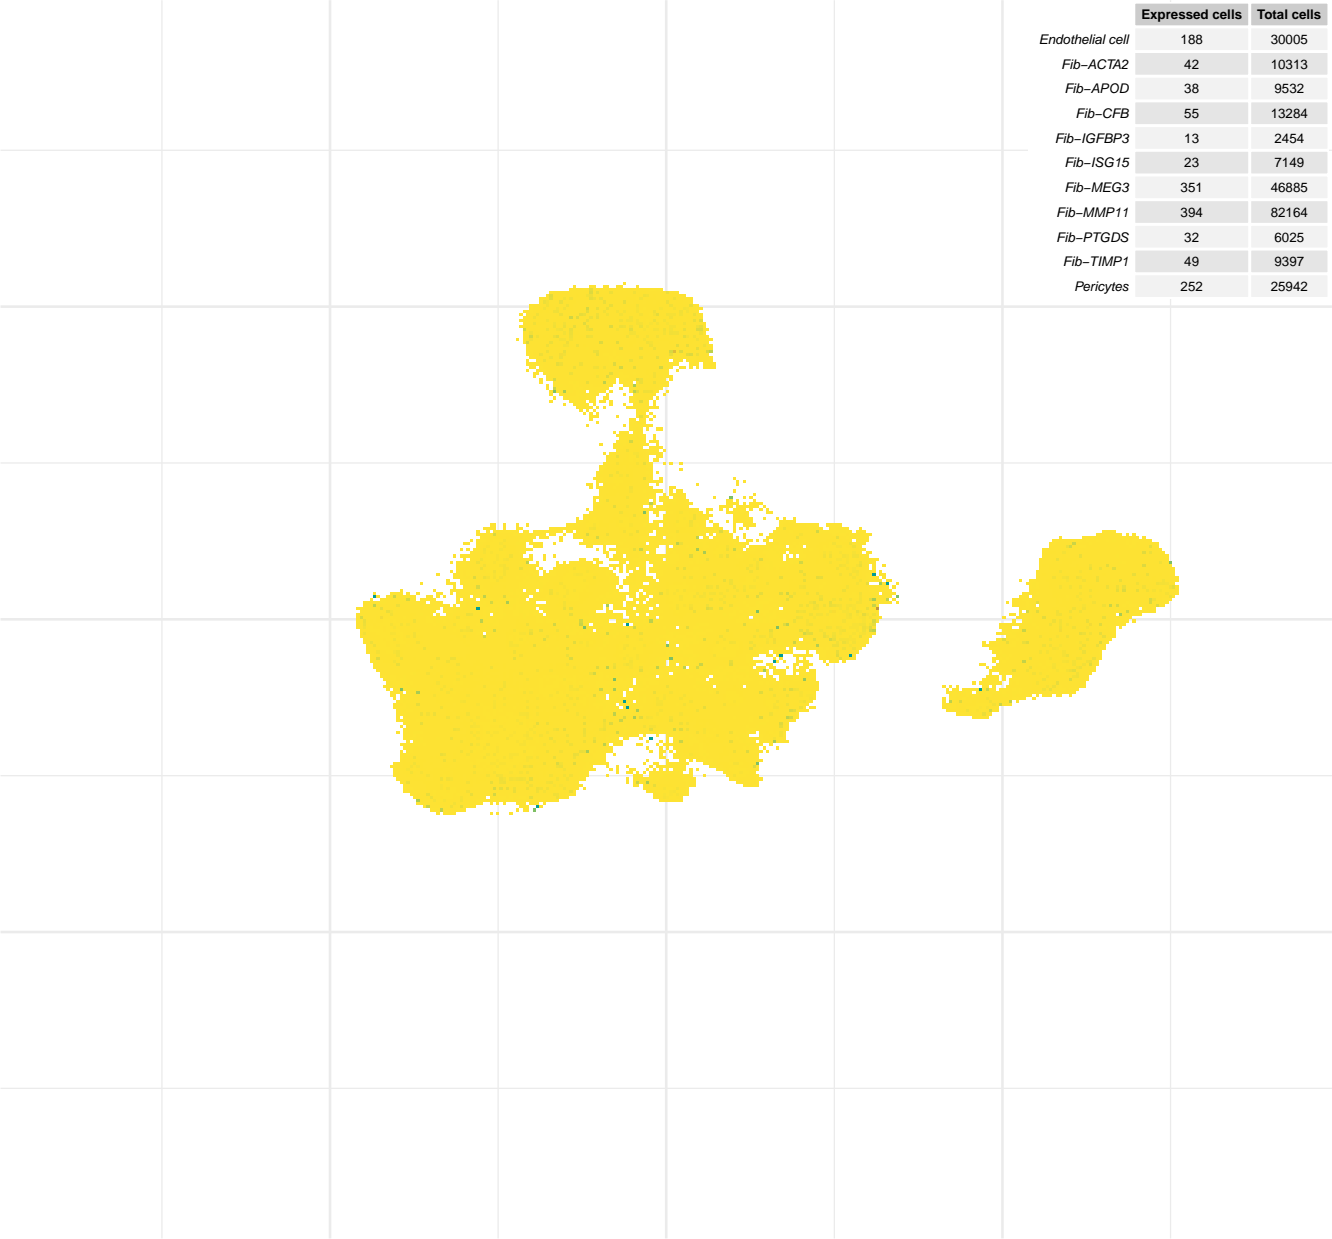 Expressed cells Total cells
Endothelial cell 188 30005
Fib−ACTA2 42 10313
Fib−APOD 38 9532
Fib−CFB 55 13284
Fib−IGFBP3 13 2454
Fib−ISG15 23 7149
Fib−MEG3 351 46885
Fib−MMP11 394 82164
Fib−PTGDS 32 6025
Fib−TIMP1 49 9397
Pericytes 252 25942